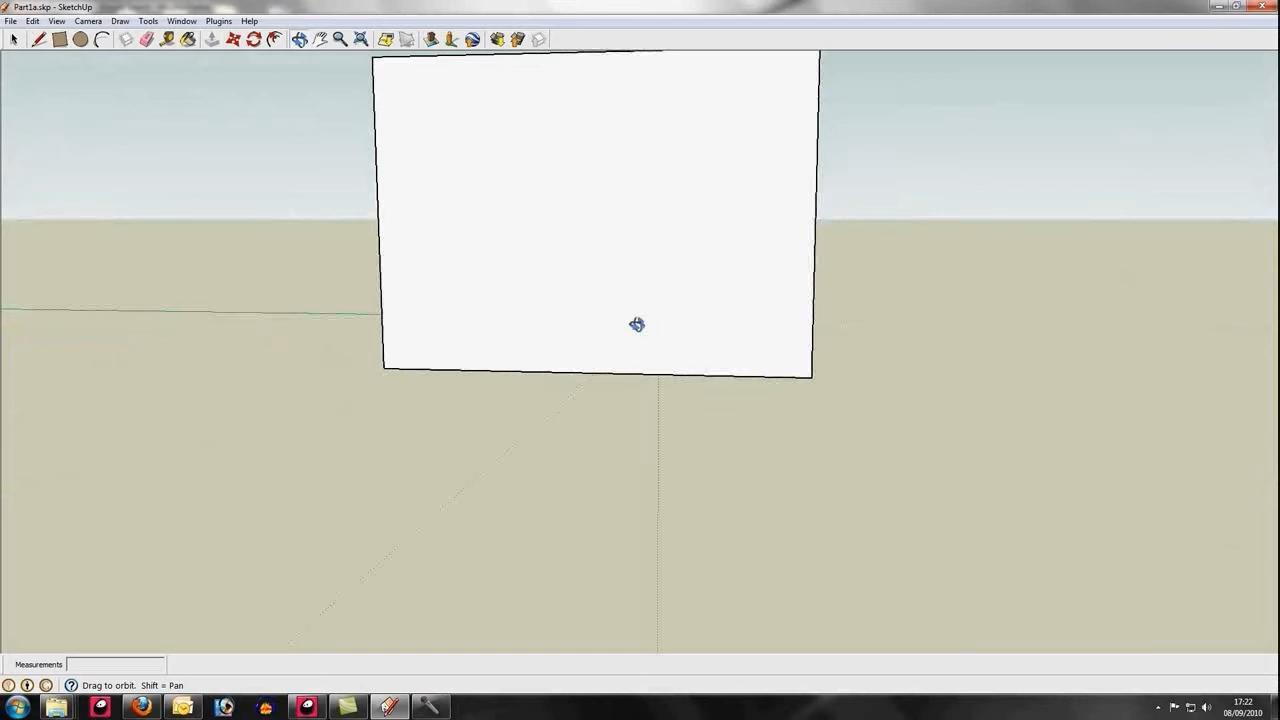 Part1a.skp - SketchUp
File Edit View Camera Draw Tools Window Plugins Help
Measurements
Drag to orbit. Shift = Pan
17:22
08/09/2010